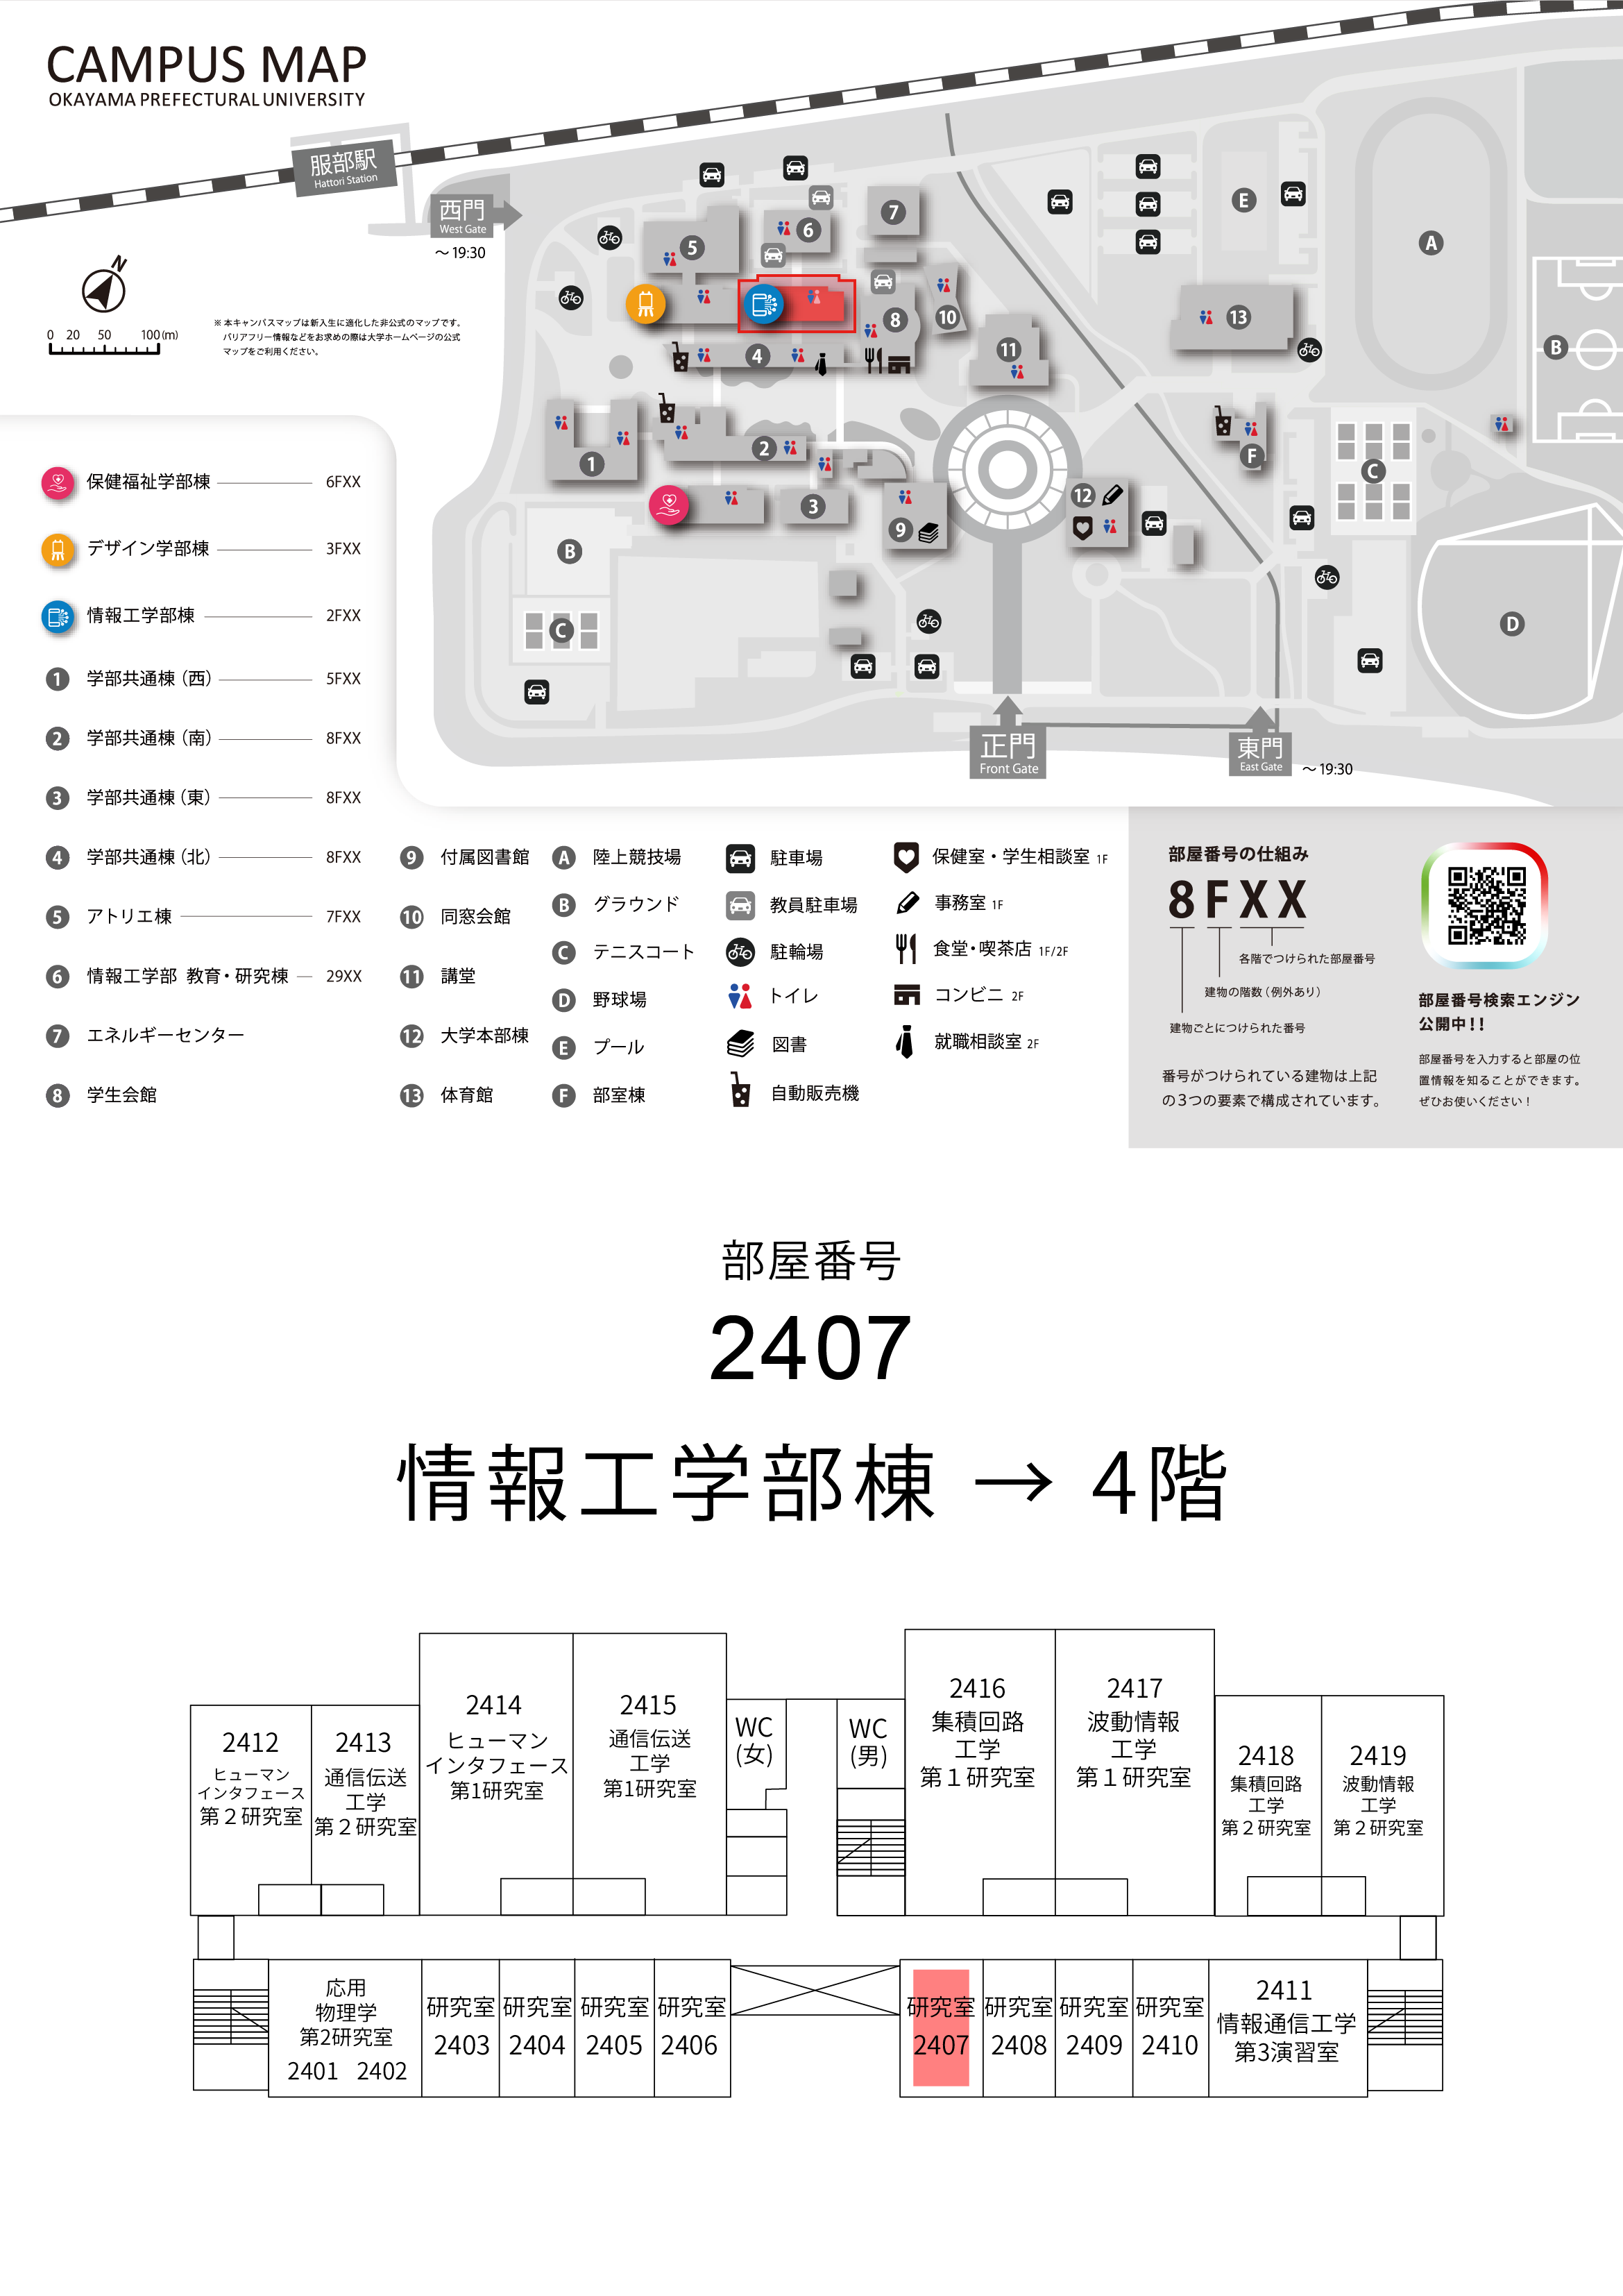 CAMPUS MAP
OKAYAMA PREFECTURAL UNIVERSITY
服部駅
Hattori Station
西門
West Gate
～19:30
N
0 20 50 100(m)
※ 本キャンパスマップは新入生に適化した非公式のマップです。
バリアフリー情報などをお求めの際は大学ホームページの公式
マップをご利用ください。
7
6
5
E
A
8
10
13
11
4
B
2
1
F
C
3
12
9
B
C
D
正門
Front Gate
東門
East Gate
～19:30
保健福祉学部棟 6FXX
デザイン学部棟 3FXX
情報工学部棟 2FXX
1 学部共通棟（西） 5FXX
2 学部共通棟（南） 8FXX
3 学部共通棟（東） 8FXX
4 学部共通棟（北） 8FXX
5 アトリエ棟 7FXX
6 情報工学部 教育・研究棟 29XX
7 エネルギーセンター
8 学生会館
9 付属図書館
10 同窓会館
11 講堂
12 大学本部棟
13 体育館
A 陸上競技場
B グラウンド
C テニスコート
D 野球場
E プール
F 部室棟
駐車場
教員駐車場
駐輪場
トイレ
図書
自動販売機
保健室・学生相談室 1F
事務室 1F
食堂・喫茶店 1F/2F
コンビニ 2F
就職相談室 2F
部屋番号の仕組み
8FXX
各階でつけられた部屋番号
建物の階数（例外あり）
建物ごとにつけられた番号
番号がつけられている建物は上記
の3つの要素で構成されています。
部屋番号検索エンジン
公開中！！
部屋番号を入力すると部屋の位
置情報を知ることができます。
ぜひお使いください！
部屋番号
2407
情報工学部棟 → 4階
2412
ヒューマン
インタフェース
第２研究室
2413
通信伝送
工学
第２研究室
2414
ヒューマン
インタフェース
第1研究室
2415
通信伝送
工学
第1研究室
WC
(女)
WC
(男)
2416
集積回路
工学
第１研究室
2417
波動情報
工学
第１研究室
2418
集積回路
工学
第２研究室
2419
波動情報
工学
第２研究室
応用
物理学
第2研究室
2401 2402
研究室
2403
研究室
2404
研究室
2405
研究室
2406
研究室
2407
研究室
2408
研究室
2409
研究室
2410
2411
情報通信工学
第3演習室